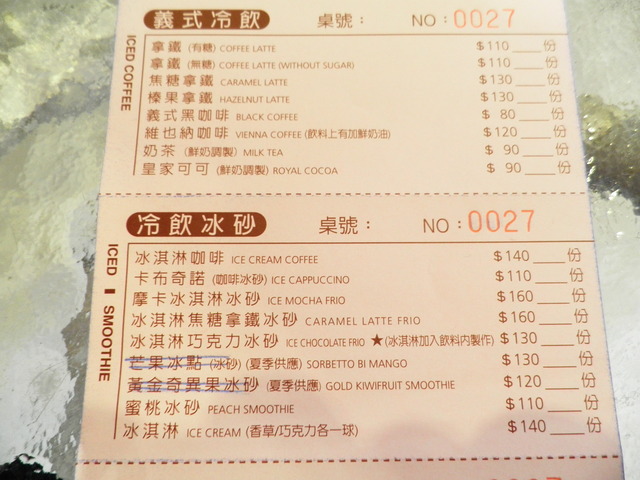 義式冷飲 桌號： NO：0027
ICED COFFEE
拿鐵 (有糖) COFFEE LATTE $110 ____份
拿鐵 (無糖) COFFEE LATTE (WITHOUT SUGAR) $110 ____份
焦糖拿鐵 CARAMEL LATTE $130 ____份
榛果拿鐵 HAZELNUT LATTE $130 ____份
義式黑咖啡 BLACK COFFEE $ 80 ____份
維也納咖啡 VIENNA COFFEE (飲料上有加鮮奶油) $120 ____份
奶茶 (鮮奶調製) MILK TEA $ 90 ____份
皇家可可 (鮮奶調製) ROYAL COCOA $ 90 ____份
冷飲冰砂 桌號： NO：0027
ICED ▮ SMOOTHIE
冰淇淋咖啡 ICE CREAM COFFEE $140 ____份
卡布奇諾 (咖啡冰砂) ICE CAPPUCCINO $110 ____份
摩卡冰淇淋冰砂 ICE MOCHA FRIO $160 ____份
冰淇淋焦糖拿鐵冰砂 CARAMEL LATTE FRIO $160 ____份
冰淇淋巧克力冰砂 ICE CHOCOLATE FRIO ★(冰淇淋加入飲料內製作) $130 ____份
芒果冰點 (冰砂) (夏季供應) SORBETTO BI MANGO $130 ____份
黃金奇異果冰砂 (夏季供應) GOLD KIWIFRUIT SMOOTHIE $120 ____份
蜜桃冰砂 PEACH SMOOTHIE $110 ____份
冰淇淋 ICE CREAM (香草/巧克力各一球) $140 ____份